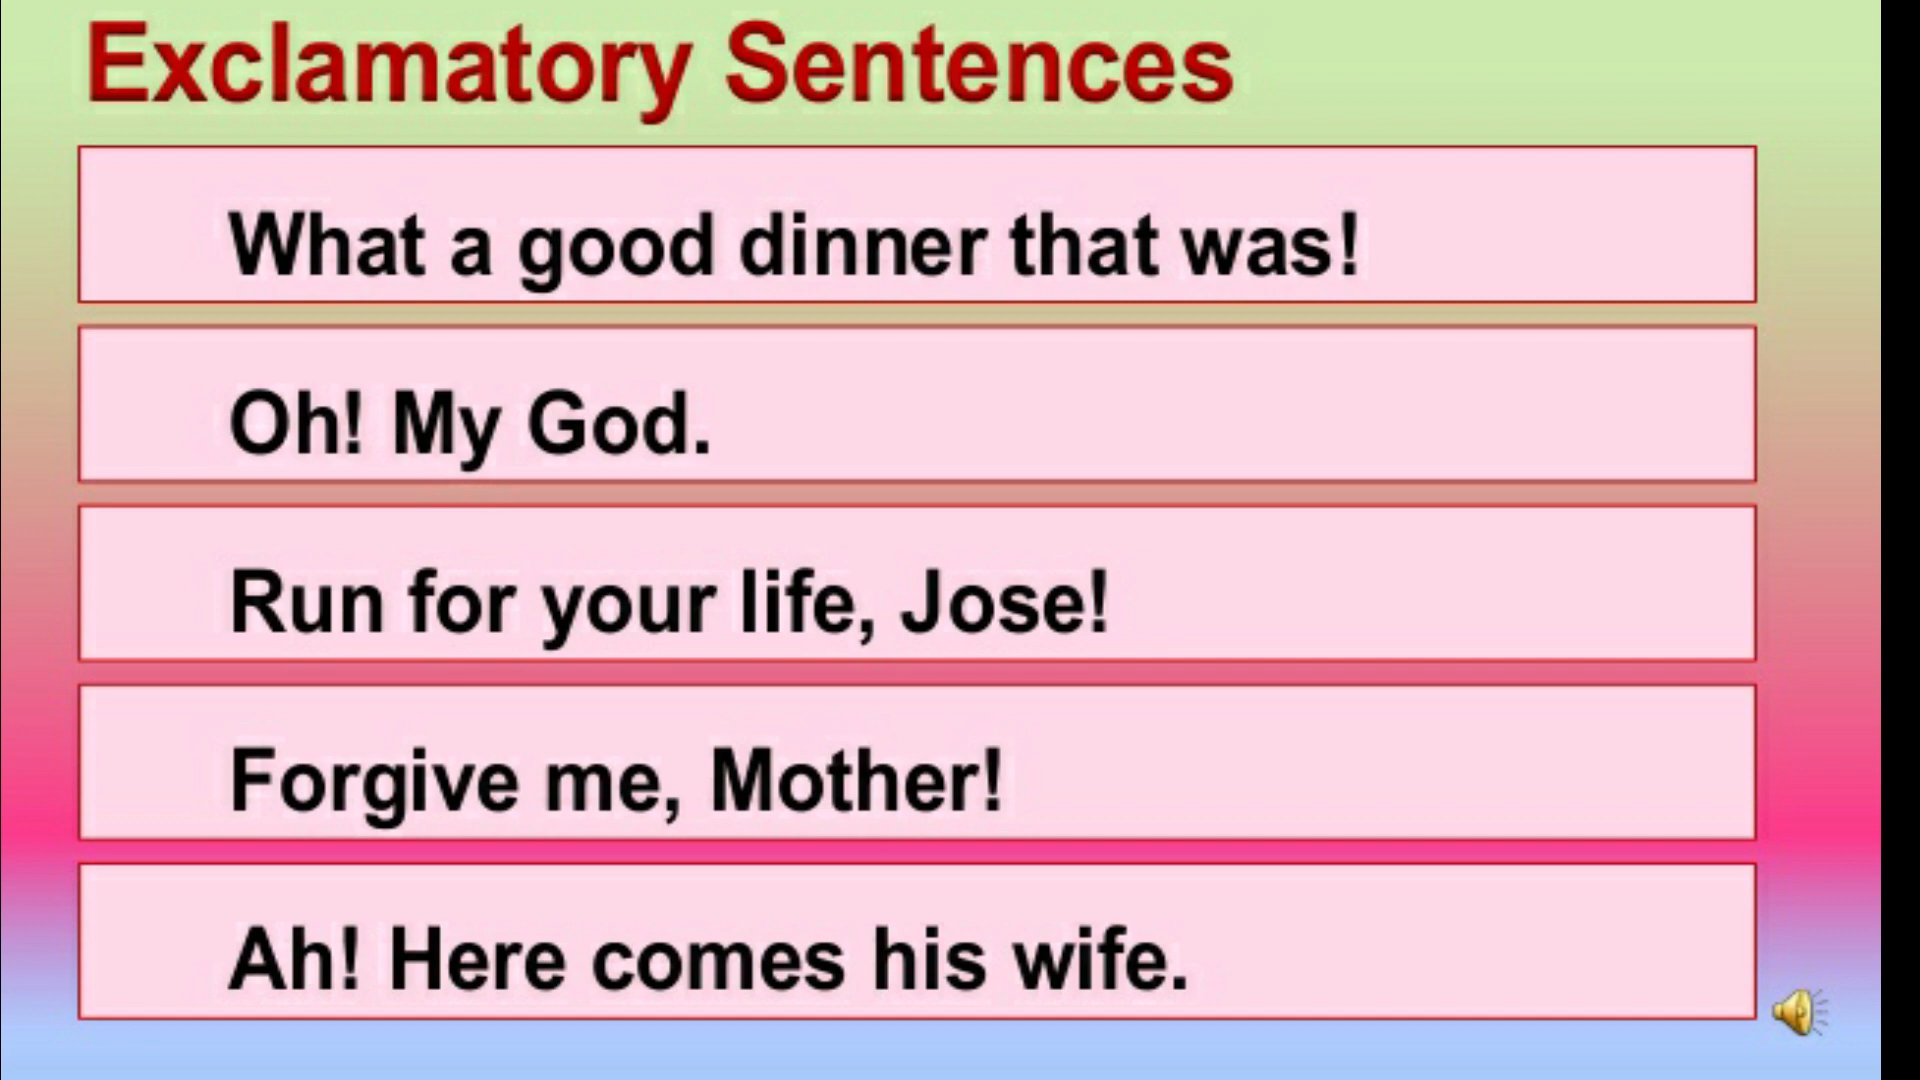 Exclamatory Sentences
What a good dinner that was!
Oh! My God.
Run for your life, Jose!
Forgive me, Mother!
Ah! Here comes his wife.